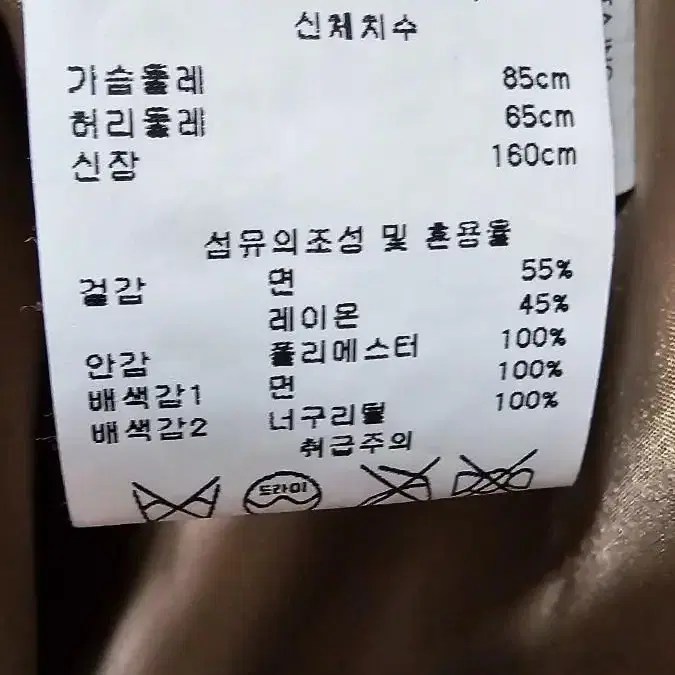 신체치수
가슴둘레 85cm
허리둘레 65cm
신장 160cm
섬유의조성 및 혼용율
겉감 면 55%
레이온 45%
안감 폴리에스터 100%
배색감1 면 100%
배색감2 너구리털 100%
취급주의
드라이